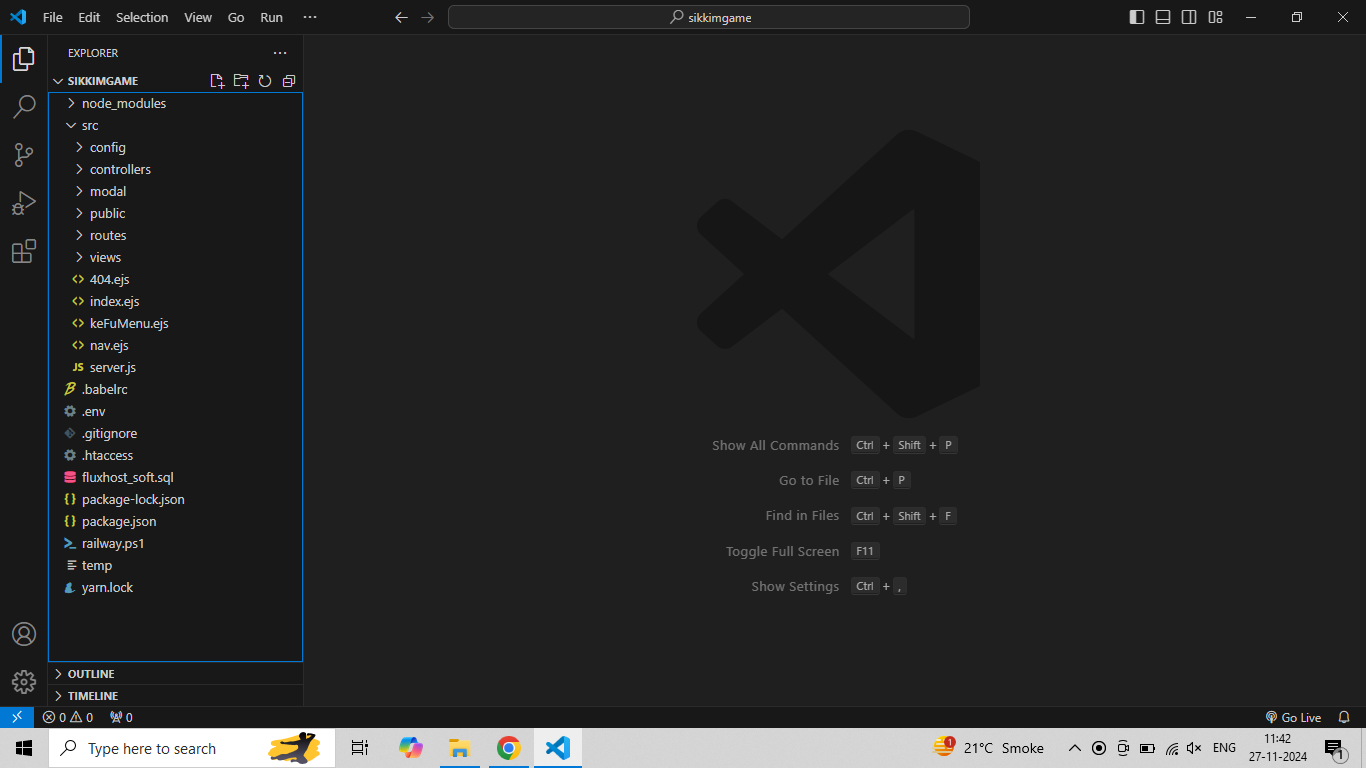 File Edit Selection View Go Run ···
sikkimgame
EXPLORER
SIKKIMGAME
node_modules
src
config
controllers
modal
public
routes
views
404.ejs
index.ejs
keFuMenu.ejs
nav.ejs
JS server.js
.babelrc
.env
.gitignore
.htaccess
fluxhost_soft.sql
{} package-lock.json
{} package.json
railway.ps1
temp
yarn.lock
OUTLINE
TIMELINE
Show All Commands Ctrl + Shift + P
Go to File Ctrl + P
Find in Files Ctrl + Shift + F
Toggle Full Screen F11
Show Settings Ctrl + ,
0 0 0
Go Live
Type here to search
1
21°C Smoke
ENG
11:42
27-11-2024
1